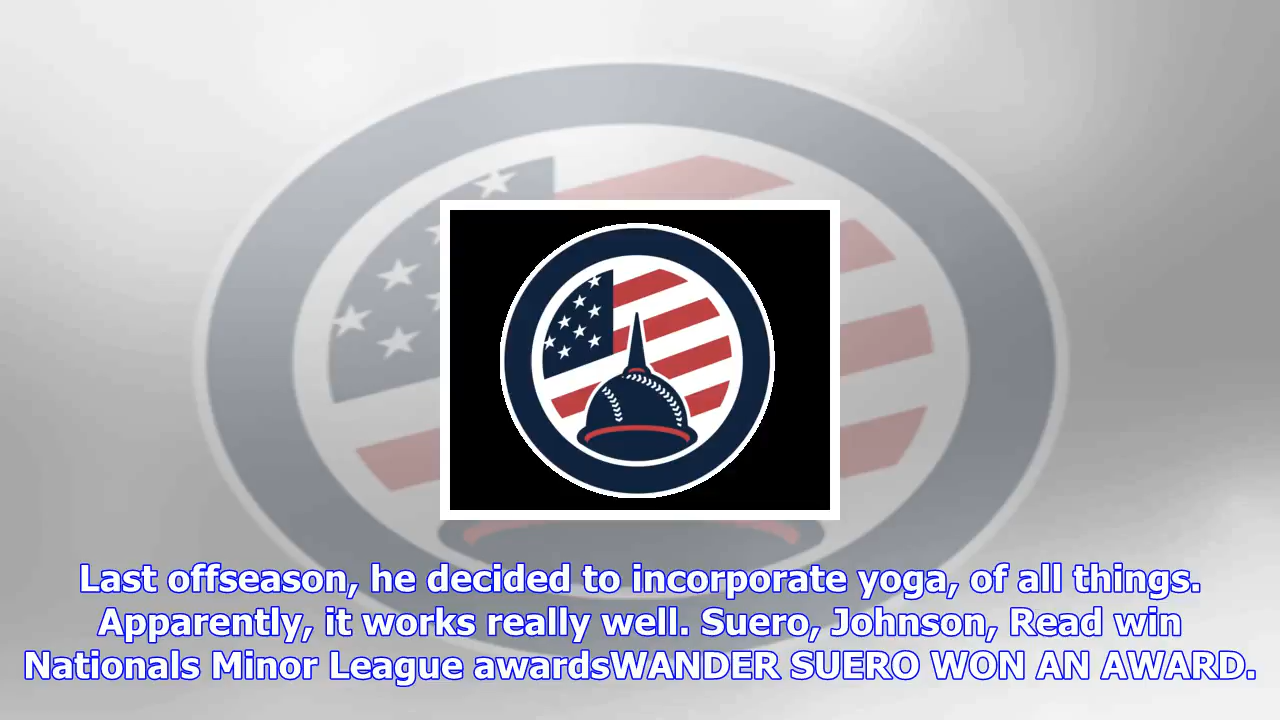 Last offseason, he decided to incorporate yoga, of all things.
Apparently, it works really well. Suero, Johnson, Read win
Nationals Minor League awardsWANDER SUERO WON AN AWARD.